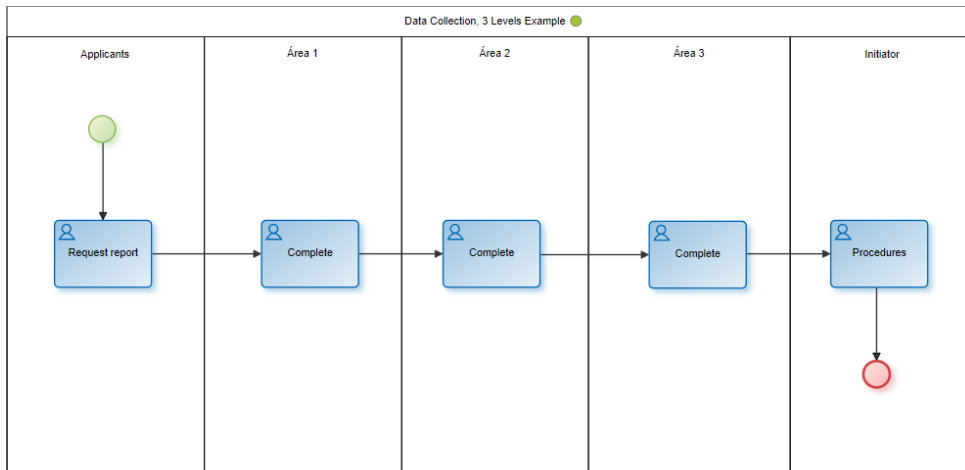 Data Collection, 3 Levels Example
Applicants
Área 1
Área 2
Área 3
Initiator
Request report
Complete
Complete
Complete
Procedures